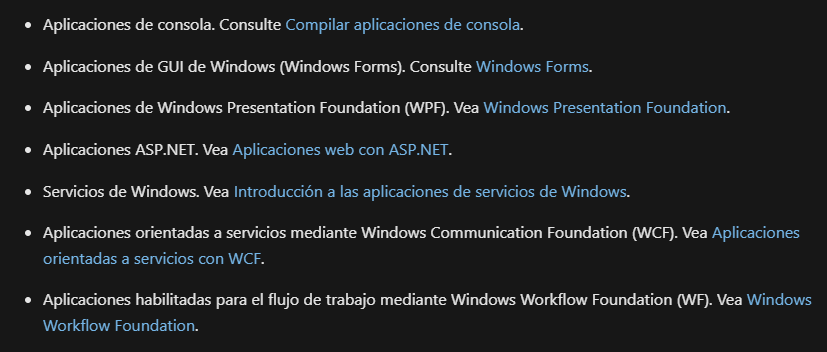 • Aplicaciones de consola. Consulte Compilar aplicaciones de consola.
• Aplicaciones de GUI de Windows (Windows Forms). Consulte Windows Forms.
• Aplicaciones de Windows Presentation Foundation (WPF). Vea Windows Presentation Foundation.
• Aplicaciones ASP.NET. Vea Aplicaciones web con ASP.NET.
• Servicios de Windows. Vea Introducción a las aplicaciones de servicios de Windows.
• Aplicaciones orientadas a servicios mediante Windows Communication Foundation (WCF). Vea Aplicaciones
orientadas a servicios con WCF.
• Aplicaciones habilitadas para el flujo de trabajo mediante Windows Workflow Foundation (WF). Vea Windows
Workflow Foundation.